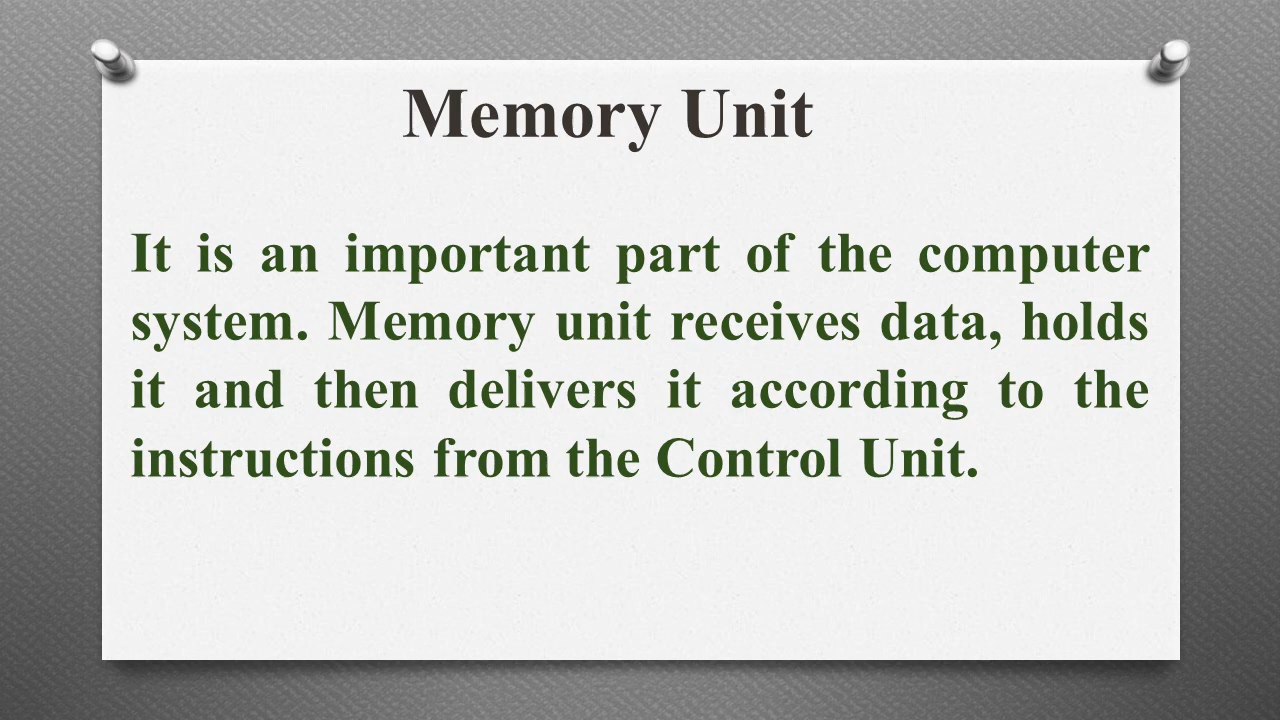 Memory Unit
It is an important part of the computer
system. Memory unit receives data, holds
it and then delivers it according to the
instructions from the Control Unit.